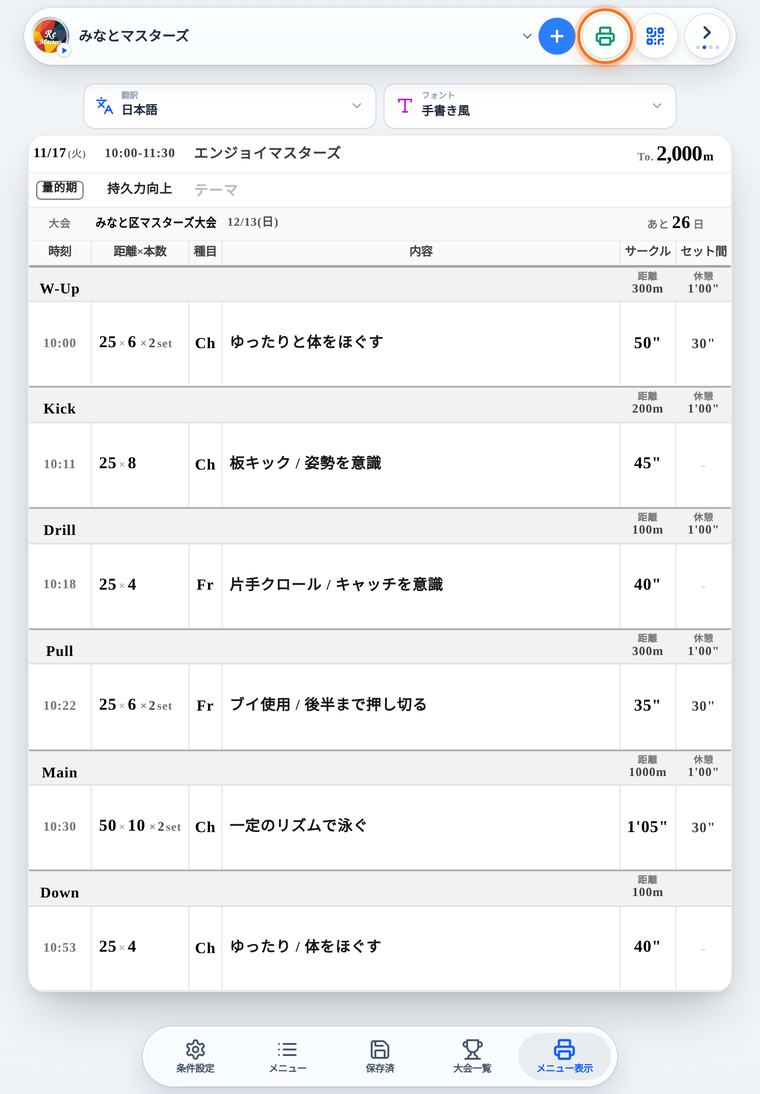 みなとマスターズ
翻訳
日本語
フォント
手書き風
11/17(火) 10:00-11:30 エンジョイマスターズ To. 2,000m
量的期 持久力向上 テーマ
大会 みなと区マスターズ大会 12/13(日) あと 26 日
時刻 距離×本数 種目 内容 サークル セット間
W-Up 距離 300m 休憩 1'00"
10:00 25×6×2set Ch ゆったりと体をほぐす 50" 30"
Kick 距離 200m 休憩 1'00"
10:11 25×8 Ch 板キック / 姿勢を意識 45" -
Drill 距離 100m 休憩 1'00"
10:18 25×4 Fr 片手クロール / キャッチを意識 40" -
Pull 距離 300m 休憩 1'00"
10:22 25×6×2set Fr ブイ使用 / 後半まで押し切る 35" 30"
Main 距離 1000m 休憩 1'00"
10:30 50×10×2set Ch 一定のリズムで泳ぐ 1'05" 30"
Down 距離 100m
10:53 25×4 Ch ゆったり / 体をほぐす 40" -
条件設定 メニュー 保存済 大会一覧 メニュー表示